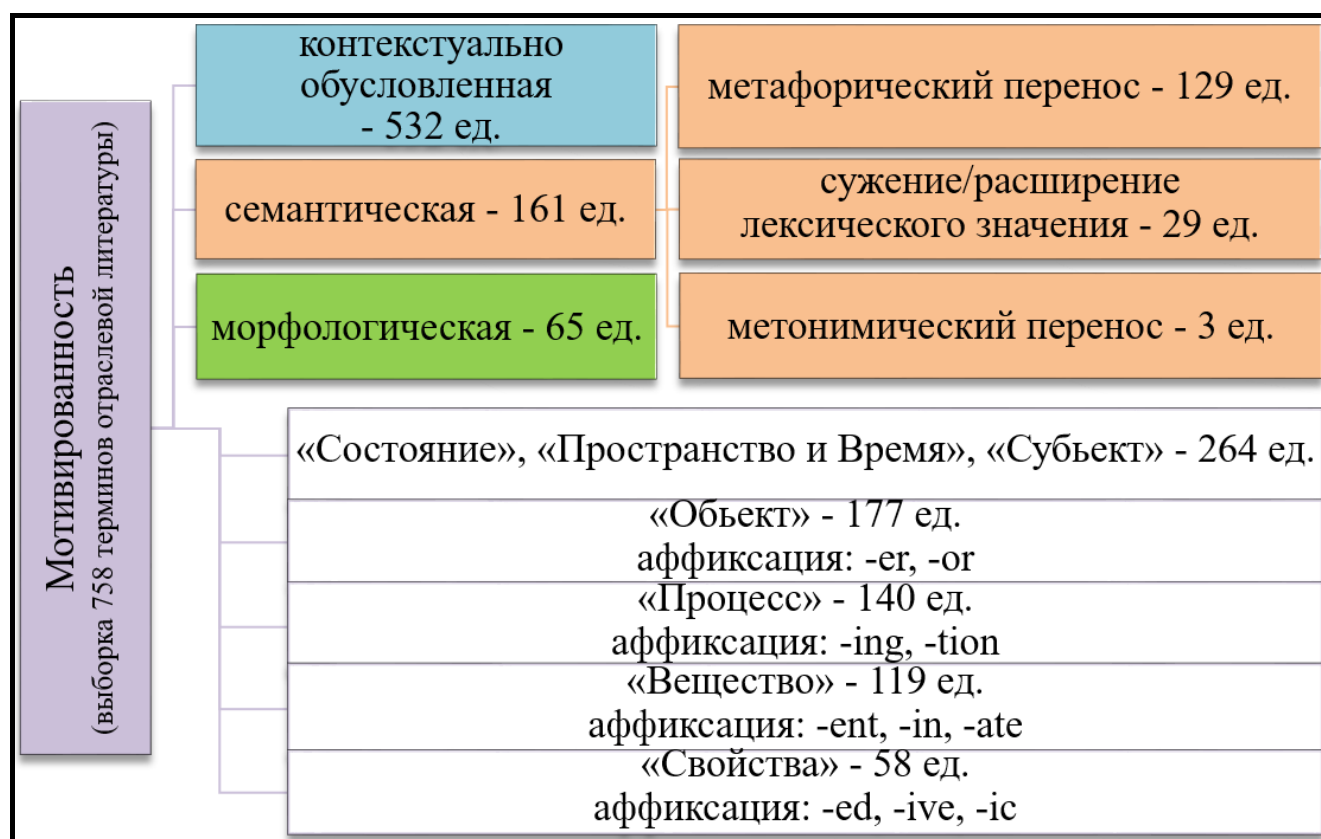 Мотивированность
(выборка 758 терминов отраслевой литературы)
контекстуально
обусловленная
- 532 ед.
семантическая - 161 ед.
морфологическая - 65 ед.
метафорический перенос - 129 ед.
сужение/расширение
лексического значения - 29 ед.
метонимический перенос - 3 ед.
«Состояние», «Пространство и Время», «Субьект» - 264 ед.
«Обьект» - 177 ед.
аффиксация: -er, -or
«Процесс» - 140 ед.
аффиксация: -ing, -tion
«Вещество» - 119 ед.
аффиксация: -ent, -in, -ate
«Свойства» - 58 ед.
аффиксация: -ed, -ive, -ic